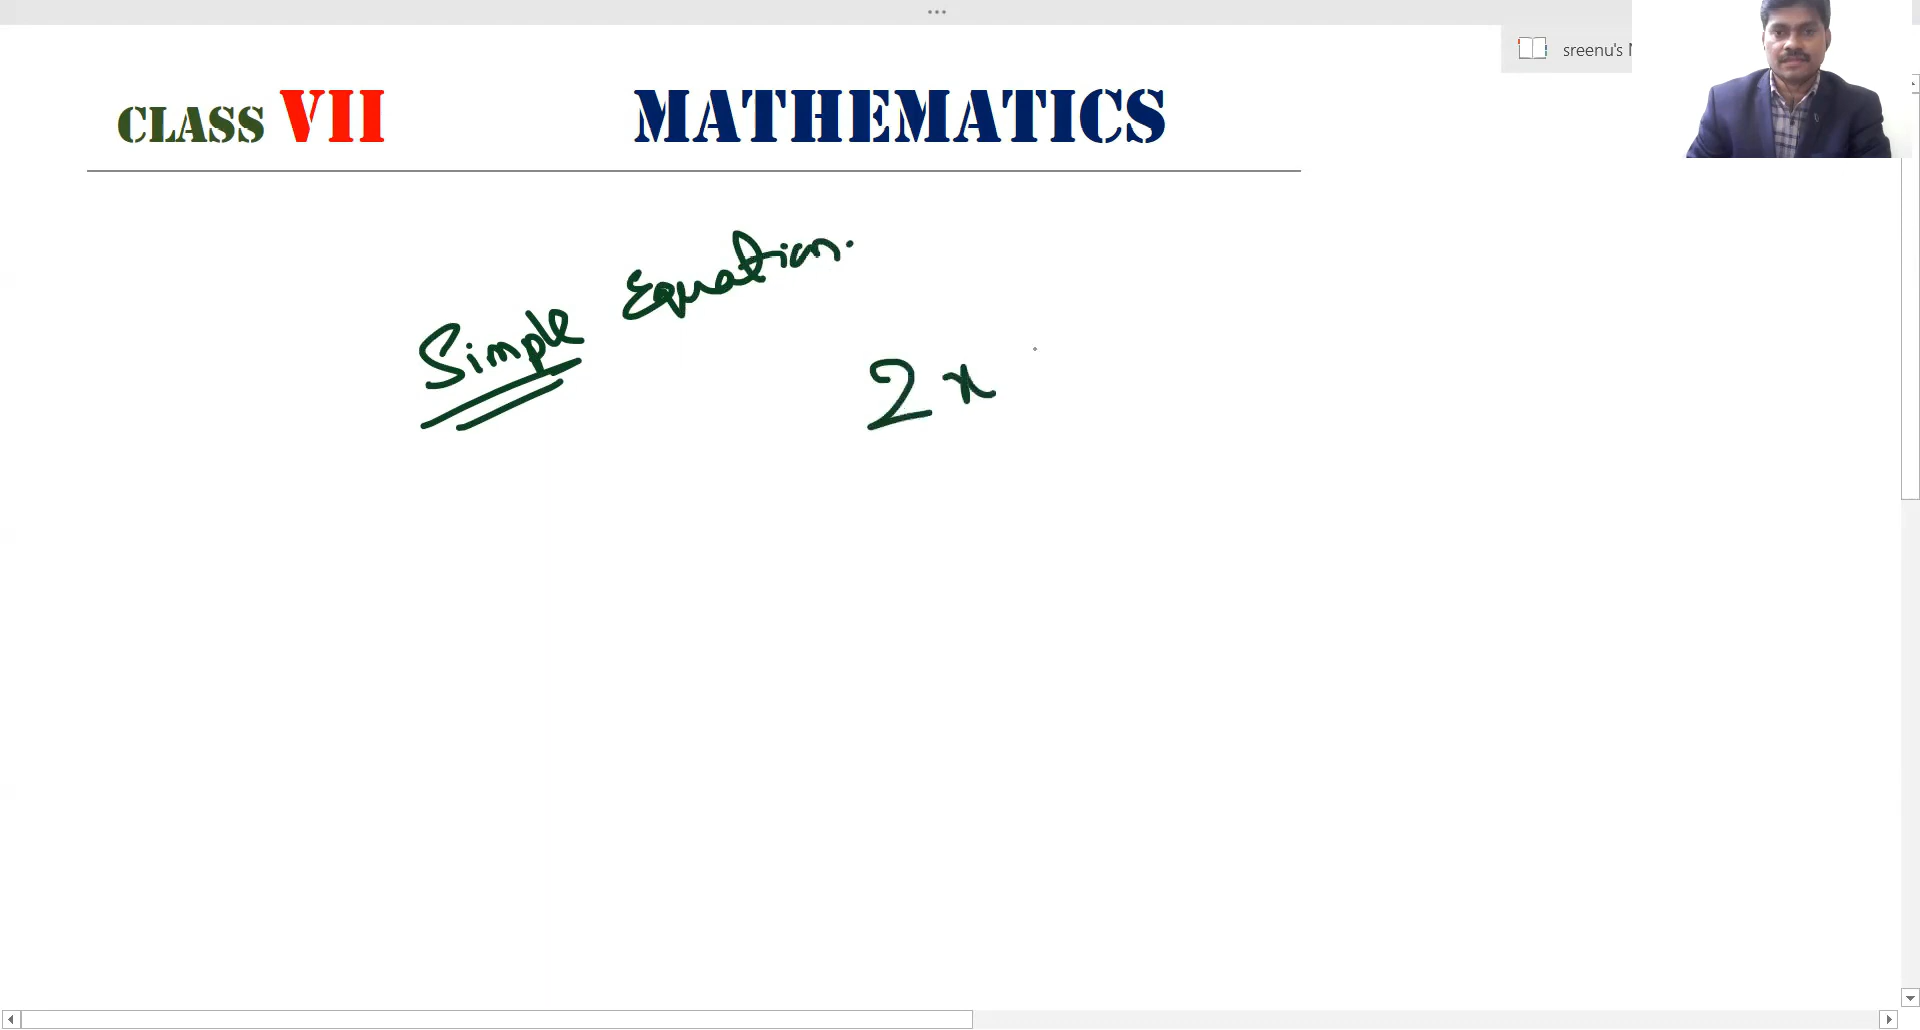 ...
sreenu's
CLASS VII MATHEMATICS
Simple Equation.
2x